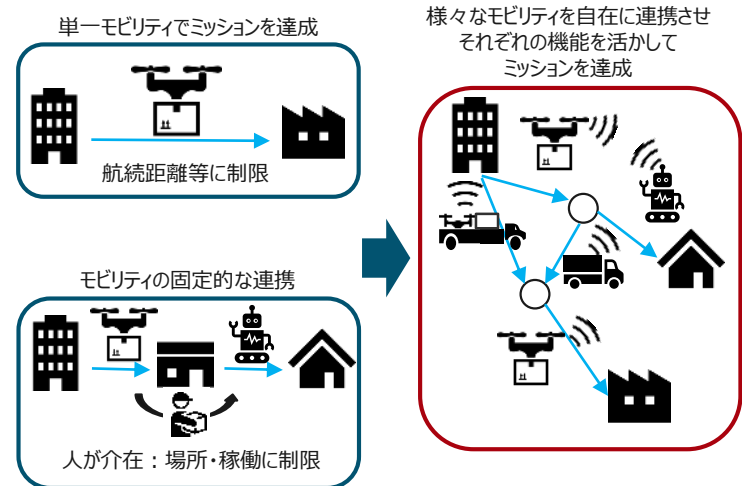 単一モビリティでミッションを達成
航続距離等に制限
モビリティの固定的な連携
人が介在：場所・稼働に制限
様々なモビリティを自在に連携させ
それぞれの機能を活かして
ミッションを達成